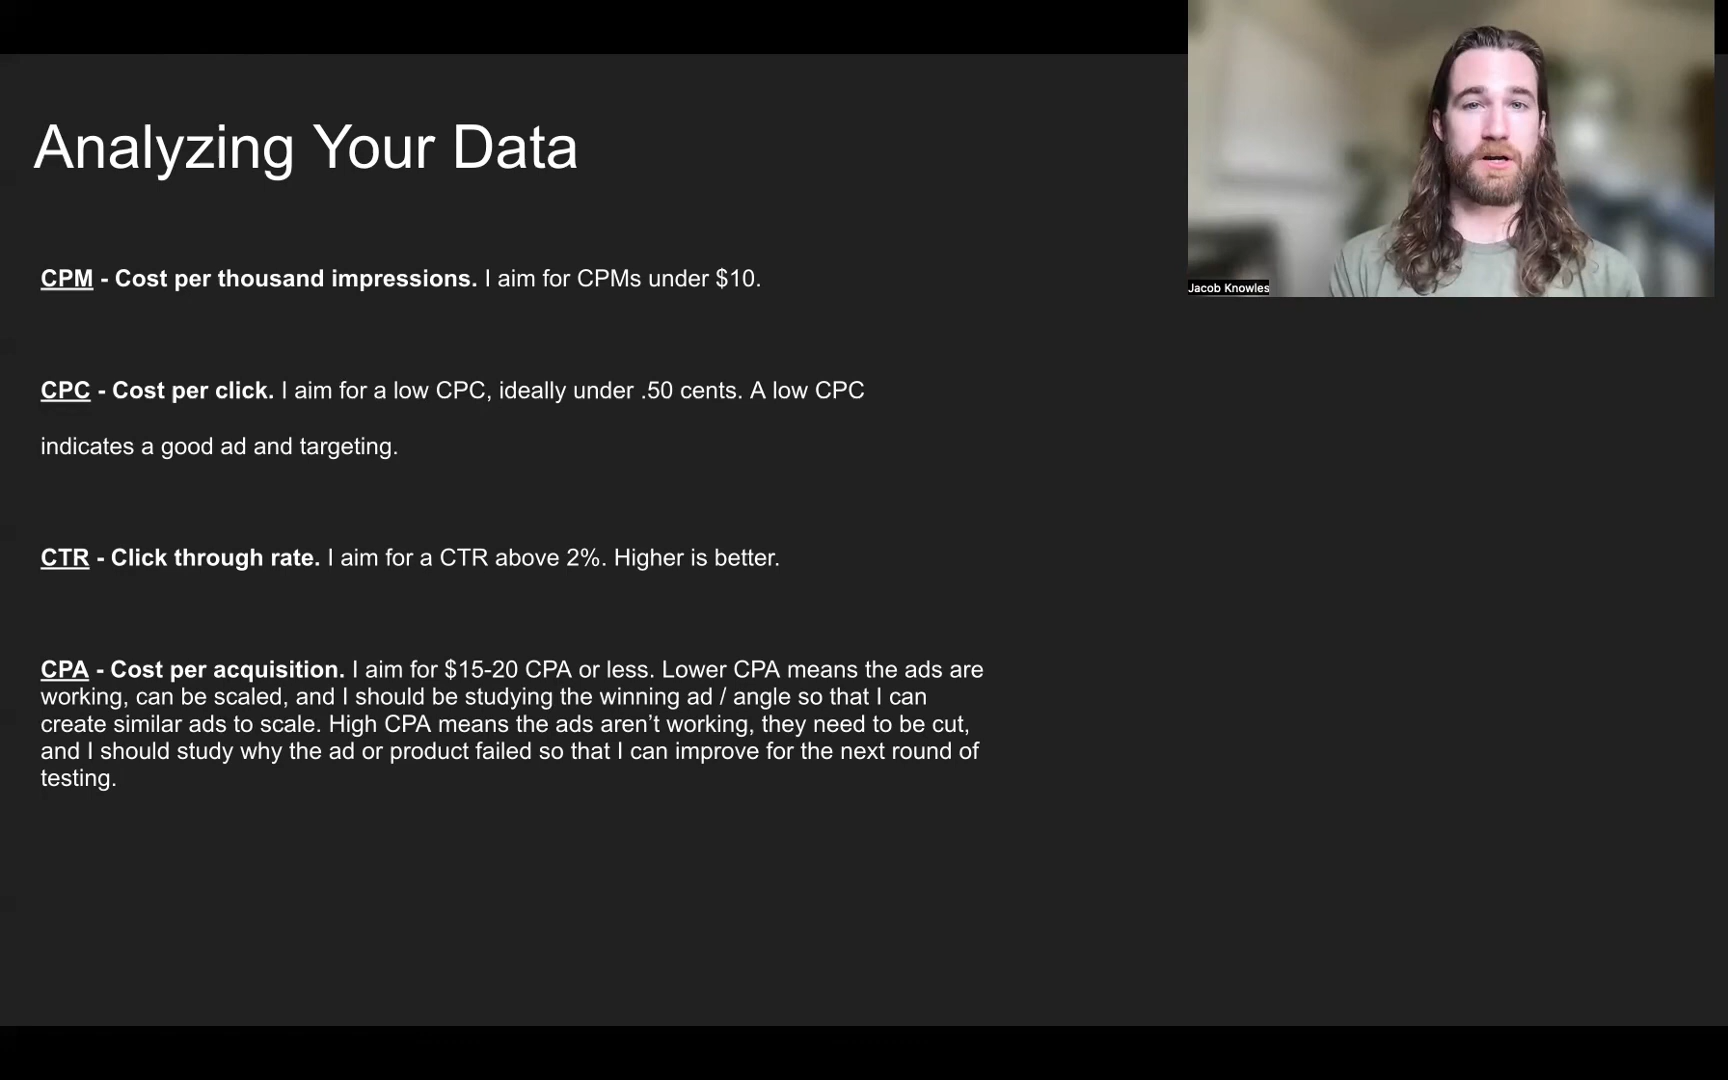 Analyzing Your Data
CPM - Cost per thousand impressions. I aim for CPMs under $10.
CPC - Cost per click. I aim for a low CPC, ideally under .50 cents. A low CPC
indicates a good ad and targeting.
CTR - Click through rate. I aim for a CTR above 2%. Higher is better.
CPA - Cost per acquisition. I aim for $15-20 CPA or less. Lower CPA means the ads are
working, can be scaled, and I should be studying the winning ad / angle so that I can
create similar ads to scale. High CPA means the ads aren’t working, they need to be cut,
and I should study why the ad or product failed so that I can improve for the next round of
testing.
Jacob Knowles